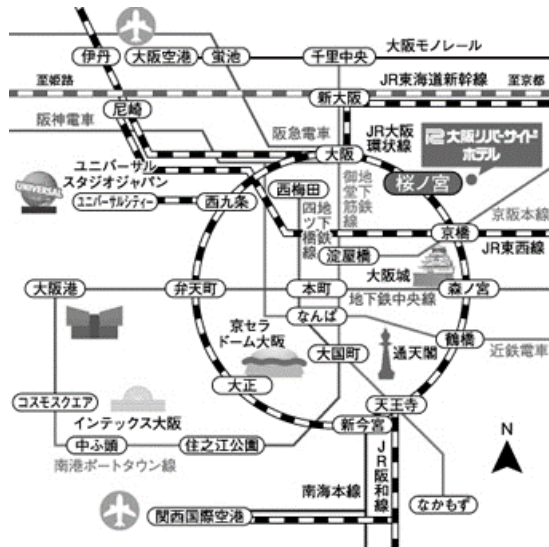 伊丹
大阪空港
蛍池
千里中央
大阪モノレール
至姫路
JR東海道新幹線
至京都
尼崎
新大阪
阪神電車
阪急電車
JR大阪
環状線
大阪リバーサイド
ホテル
大阪
ユニバーサル
スタジオジャパン
UNIVERSAL
ユニバーサルシティー
西九条
西梅田
地下鉄
御堂筋線
桜ノ宮
地下鉄
四ツ橋線
京阪本線
京橋
JR東西線
淀屋橋
大阪城
大阪港
弁天町
本町
地下鉄中央線
森ノ宮
なんば
京セラ
ドーム大阪
大国町
通天閣
鶴橋
近鉄電車
大正
コスモスクエア
インテックス大阪
天王寺
新今宮
中ふ頭
住之江公園
南港ポートタウン線
JR阪和線
南海本線
なかもず
関西国際空港
N